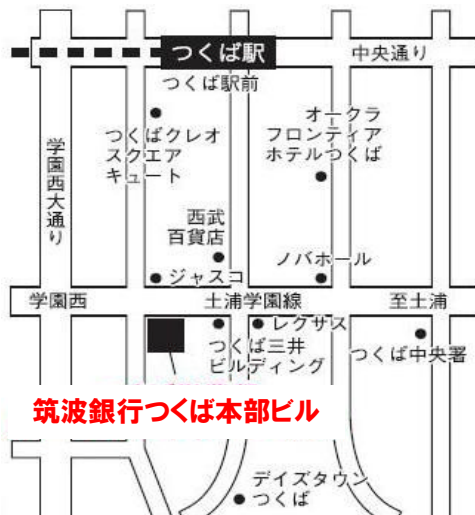 つくば駅
中央通り
つくば駅前
つくばクレオ
スクエア
キュート
オークラ
フロンティア
ホテルつくば
学園西大通り
西武
百貨店
ジャスコ
ノバホール
学園西
土浦学園線
至土浦
レクサス
つくば三井
ビルディング
つくば中央署
筑波銀行つくば本部ビル
デイズタウン
つくば